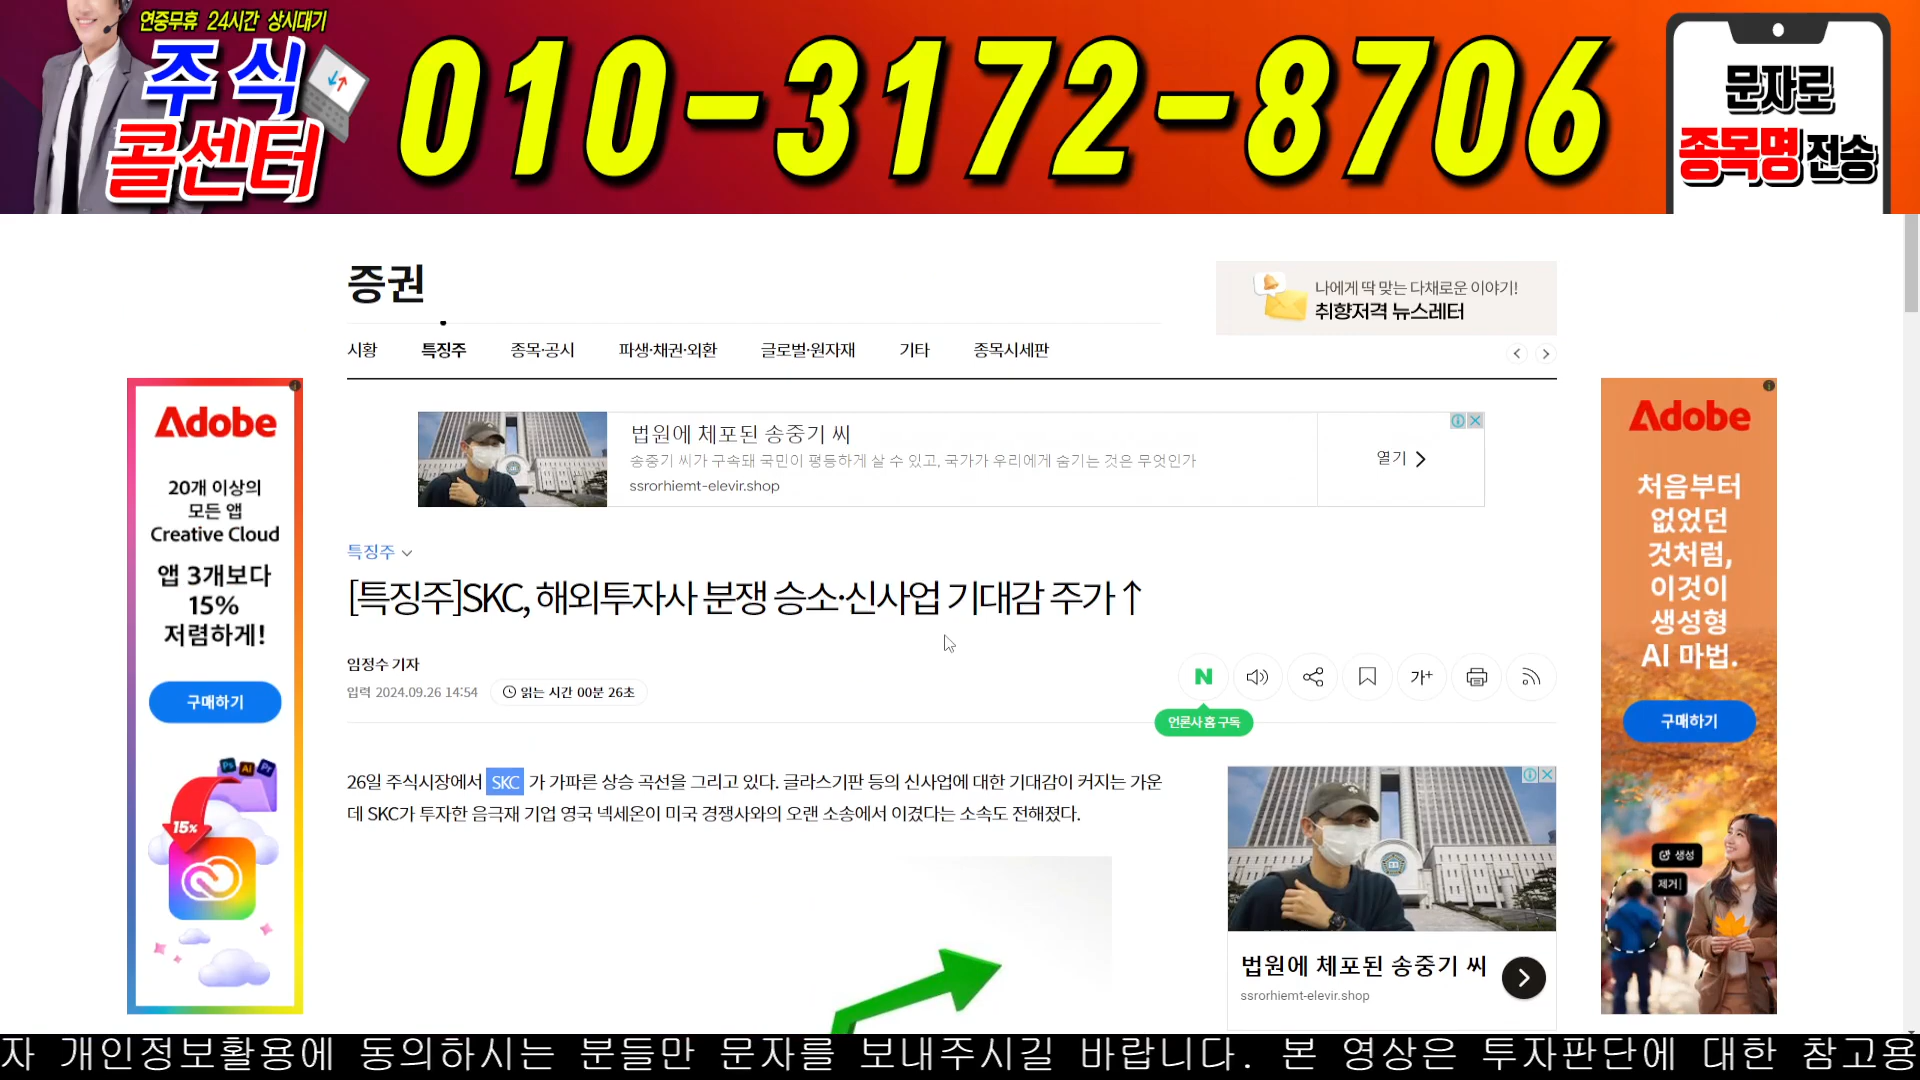 연중무휴 24시간 상시대기
주식
콜센터
010-3172-8706
문자로
종목명 전송
증권
나에게 딱 맞는 다채로운 이야기!
취향저격 뉴스레터
시황 특징주 종목·공시 파생·채권·외환 글로벌·원자재 기타 종목시세판
Adobe
20개 이상의
모든 앱
Creative Cloud
앱 3개보다
15%
저렴하게!
구매하기
Ps Ai Pr
15%
법원에 체포된 송중기 씨
송중기 씨가 구속돼 국민이 평등하게 살 수 있고, 국가가 우리에게 숨기는 것은 무엇인가
ssrorhiemt-elevir.shop
열기
특징주
[특징주]SKC, 해외투자사 분쟁 승소·신사업 기대감 주가↑
임정수 기자
입력 2024.09.26 14:54 읽는 시간 00분 26초
N
가+
언론사 홈 구독
26일 주식시장에서 SKC 가 가파른 상승 곡선을 그리고 있다. 글라스기판 등의 신사업에 대한 기대감이 커지는 가운
데 SKC가 투자한 음극재 기업 영국 넥세온이 미국 경쟁사와의 오랜 소송에서 이겼다는 소속도 전해졌다.
법원에 체포된 송중기 씨
ssrorhiemt-elevir.shop
Adobe
처음부터
없었던
것처럼,
이것이
생성형
AI 마법.
구매하기
생성
제거
자 개인정보활용에 동의하시는 분들만 문자를 보내주시길 바랍니다. 본 영상은 투자판단에 대한 참고용